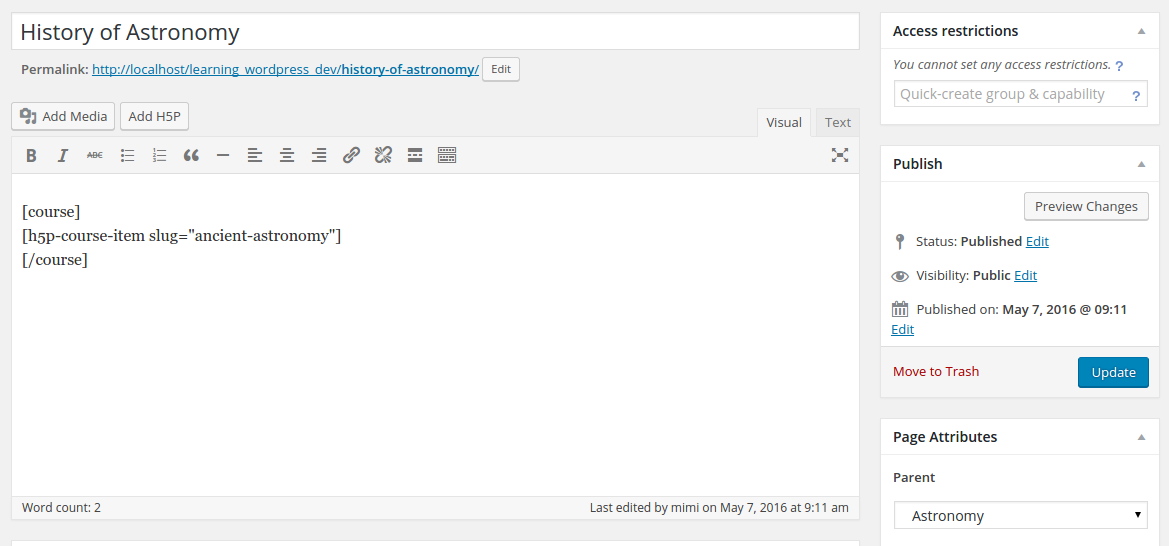 History of Astronomy
Permalink: http://localhost/learning_wordpress_dev/history-of-astronomy/ Edit
Add Media Add H5P
Visual Text
B I ABC
[course]
[h5p-course-item slug="ancient-astronomy"]
[/course]
Word count: 2 Last edited by mimi on May 7, 2016 at 9:11 am
Access restrictions
You cannot set any access restrictions. ?
Quick-create group & capability ?
Publish
Preview Changes
Status: Published Edit
Visibility: Public Edit
Published on: May 7, 2016 @ 09:11
Edit
Move to Trash Update
Page Attributes
Parent
Astronomy